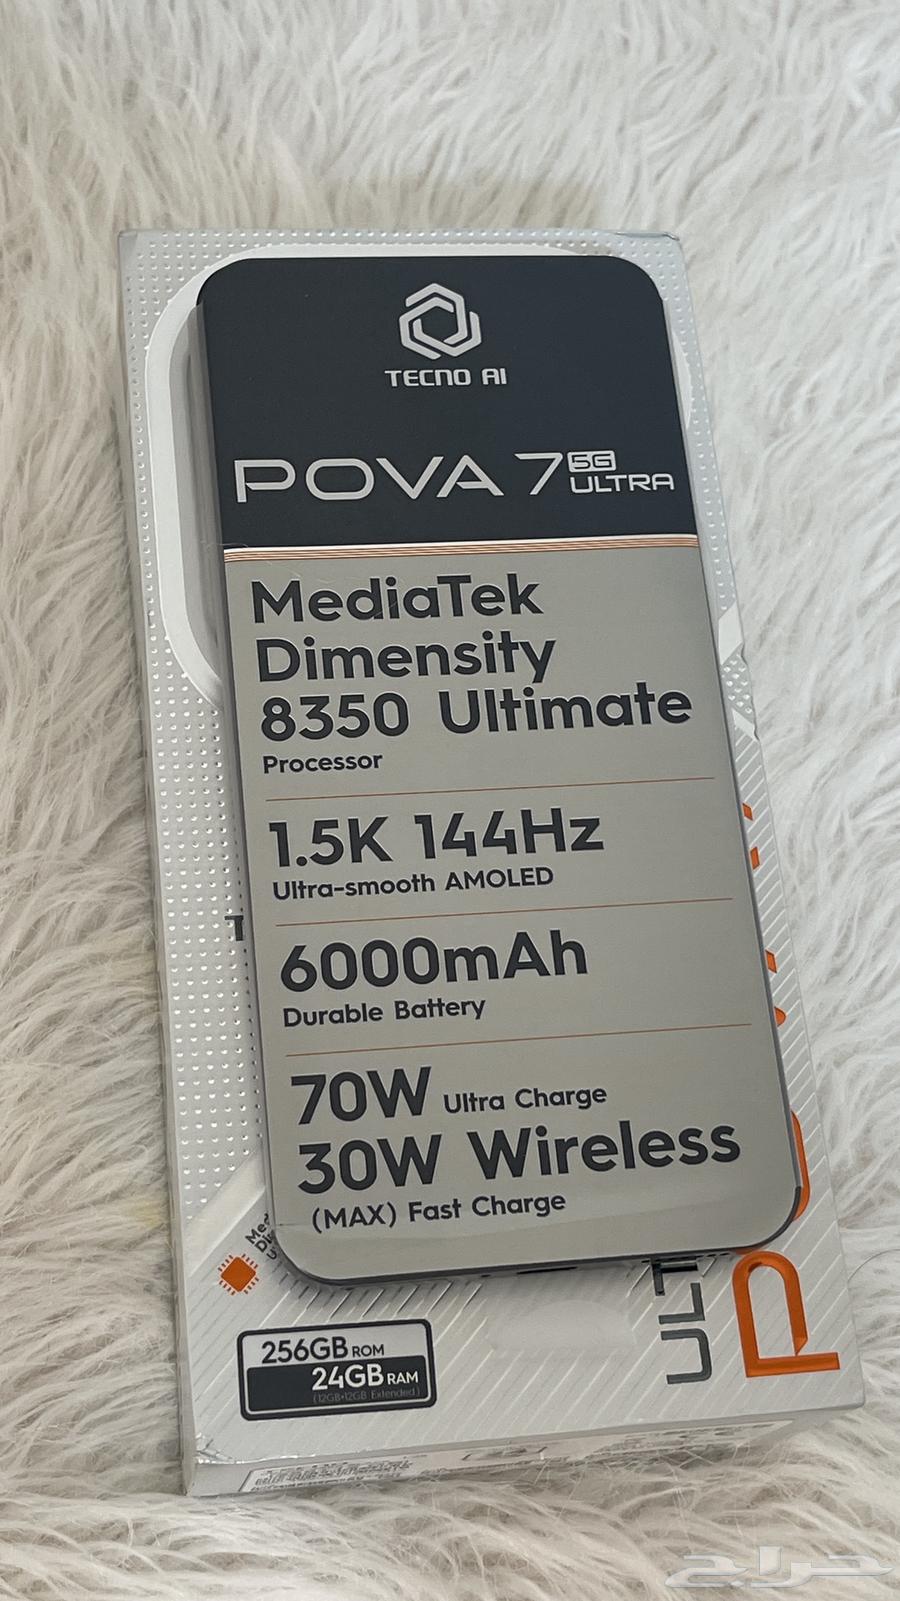 TECNO AI
POVA 7 5G ULTRA
MediaTek
Dimensity
8350 Ultimate
Processor
1.5K 144Hz
Ultra-smooth AMOLED
6000mAh
Durable Battery
70W Ultra Charge
30W Wireless
(MAX) Fast Charge
256GB ROM
24GB RAM
(12GB+12GB Extended)
حراج